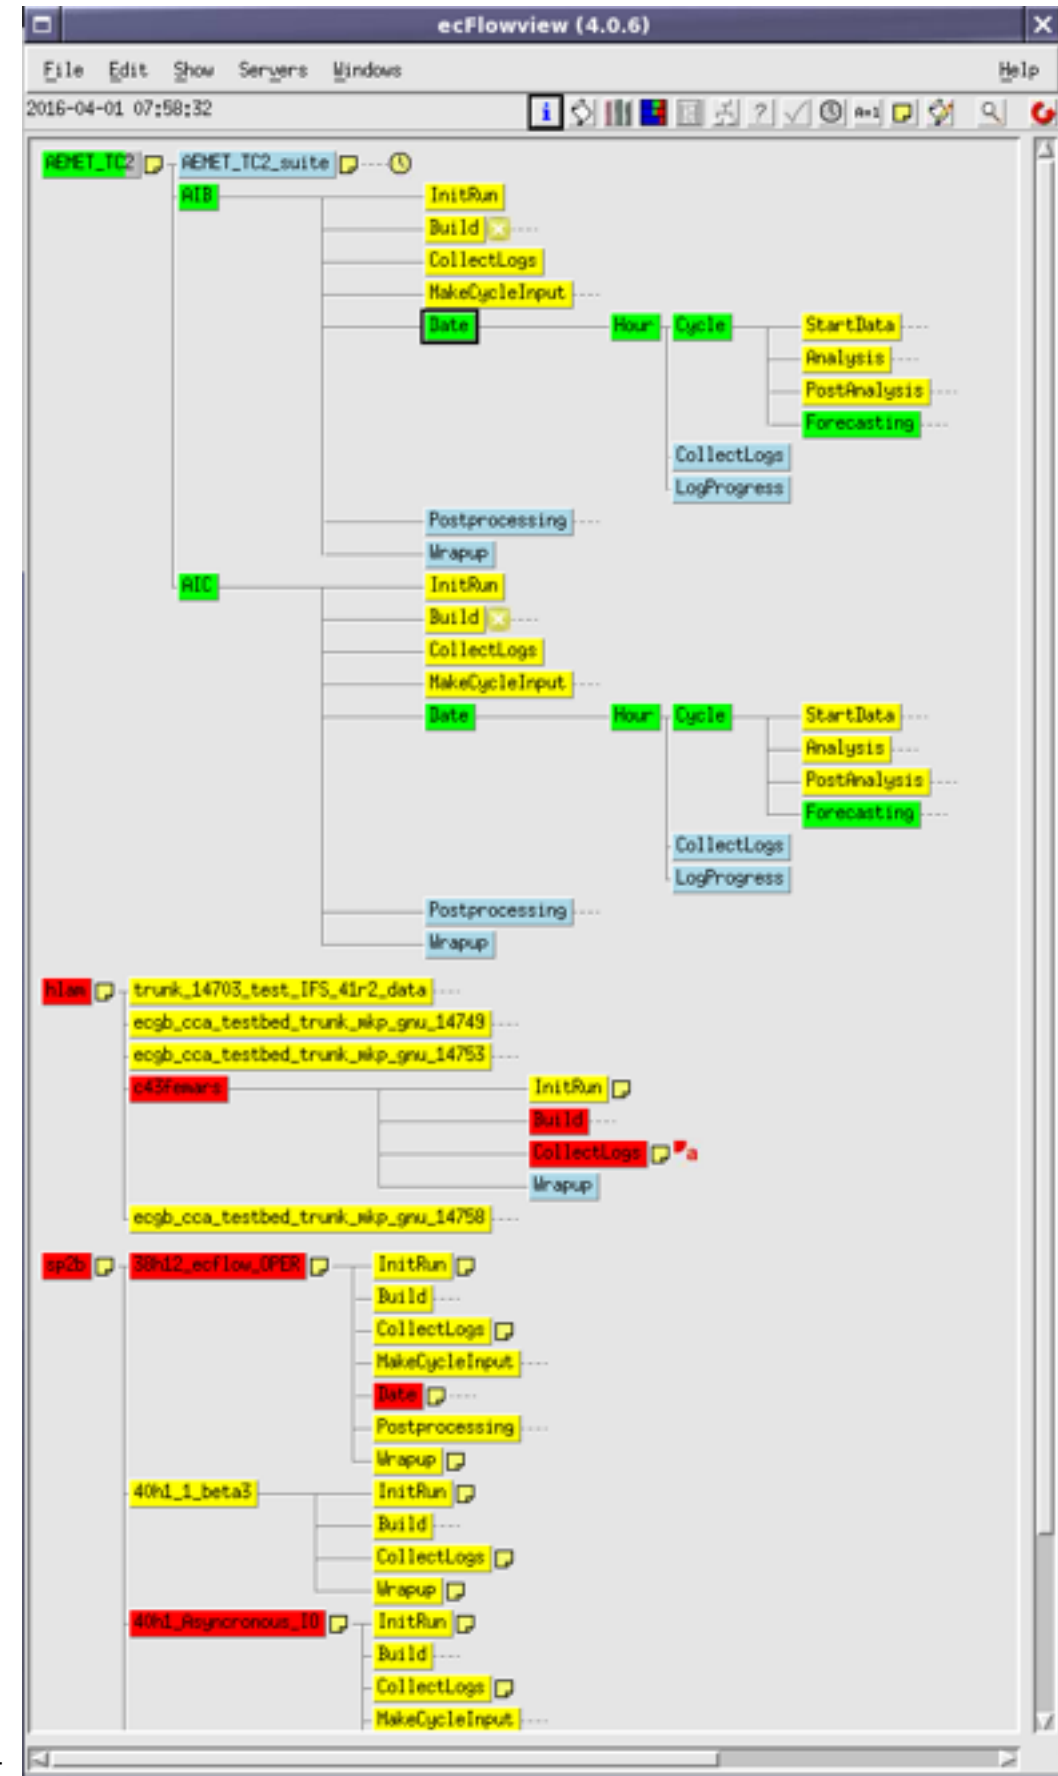 ecFlowview (4.0.6)
File Edit Show Servers Windows Help
2016-04-01 07:58:32
AEMET_TC2 AEMET_TC2_suite
AIB InitRun
Build
CollectLogs
MakeCycleInput
Date Hour Cycle StartData
Analysis
PostAnalysis
Forecasting
CollectLogs
LogProgress
Postprocessing
Wrapup
AIC InitRun
Build
CollectLogs
MakeCycleInput
Date Hour Cycle StartData
Analysis
PostAnalysis
Forecasting
CollectLogs
LogProgress
Postprocessing
Wrapup
hlam trunk_14703_test_IFS_41r2_data
ecgb_cca_testbed_trunk_mkp_gnu_14749
ecgb_cca_testbed_trunk_mkp_gnu_14753
c43femars InitRun
Build
CollectLogs a
Wrapup
ecgb_cca_testbed_trunk_mkp_gnu_14758
sp2b 38h12_ecflow_OPER InitRun
Build
CollectLogs
MakeCycleInput
Date
Postprocessing
Wrapup
40h1_1_beta3 InitRun
Build
CollectLogs
Wrapup
40h1_Asyncronous_IO InitRun
Build
CollectLogs
MakeCycleInput